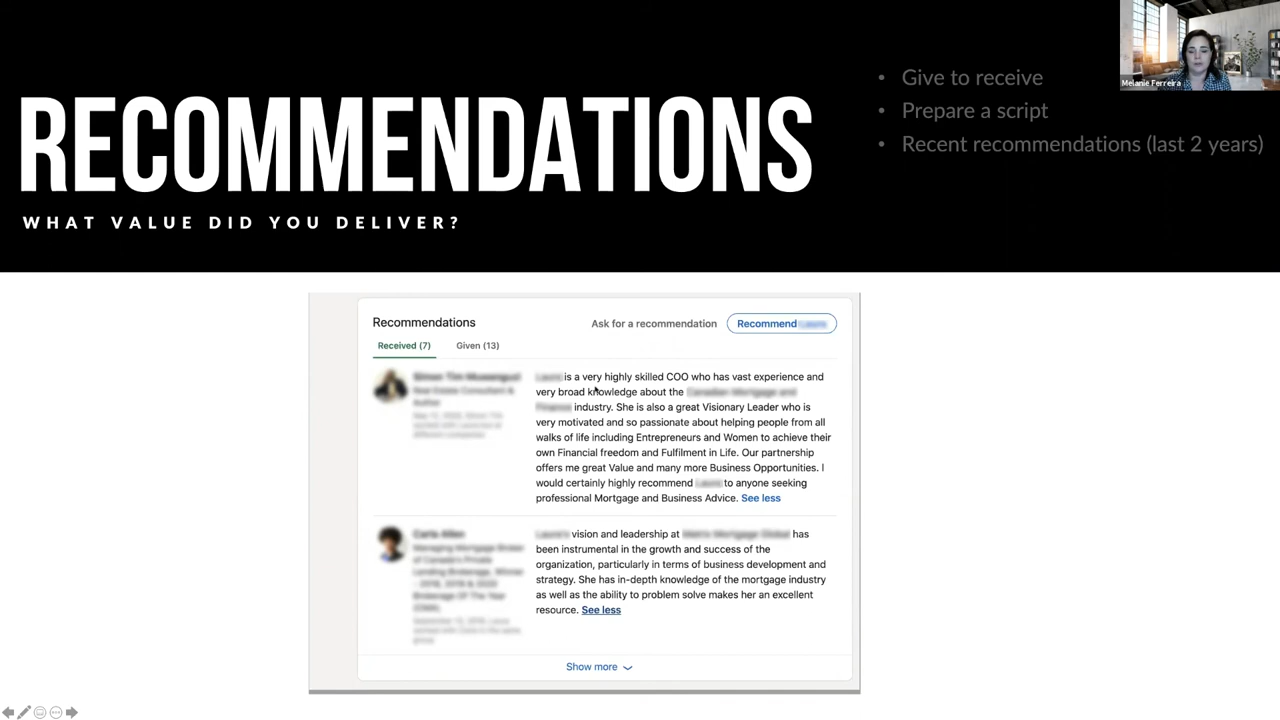 RECOMMENDATIONS
WHAT VALUE DID YOU DELIVER?
• Give to receive
• Prepare a script
• Recent recommendations (last 2 years)
Melanie Ferreira
Recommendations
Ask for a recommendation
Recommend
Received (7)
Given (13)
is a very highly skilled COO who has vast experience and
very broad knowledge about the
industry. She is also a great Visionary Leader who is
very motivated and so passionate about helping people from all
walks of life including Entrepreneurs and Women to achieve their
own Financial freedom and Fulfilment in Life. Our partnership
offers me great Value and many more Business Opportunities. I
would certainly highly recommend to anyone seeking
professional Mortgage and Business Advice. See less
vision and leadership at has
been instrumental in the growth and success of the
organization, particularly in terms of business development and
strategy. She has in-depth knowledge of the mortgage industry
as well as the ability to problem solve makes her an excellent
resource. See less
Show more